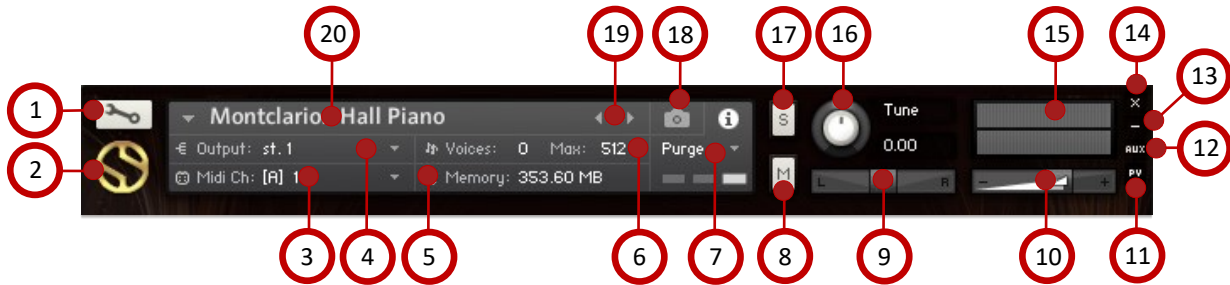 20 19 18 17 16 15 14
13
1
Montclario Hall Piano
S
Tune
×
–
2
Output: st.1
Voices: 0 Max: 512
Purge
0.00
AUX
12
Midi Ch: [A] 1
Memory: 353.60 MB
M
L R
- +
PV
3 4 5 6 7 8 9 10 11